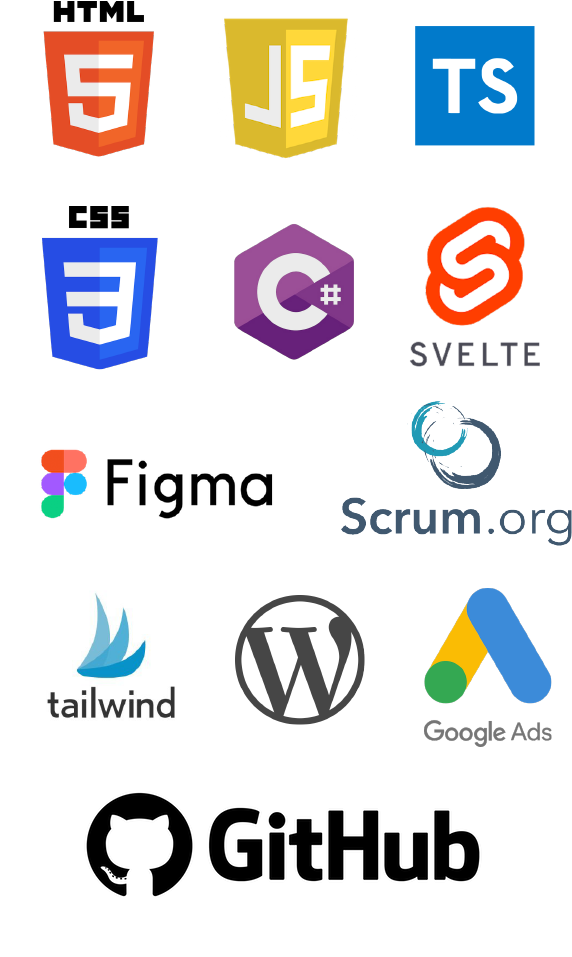 HTML
5
JS
TS
CSS
3
C#
S
SVELTE
Figma
Scrum.org
tailwind
W
Google Ads
GitHub